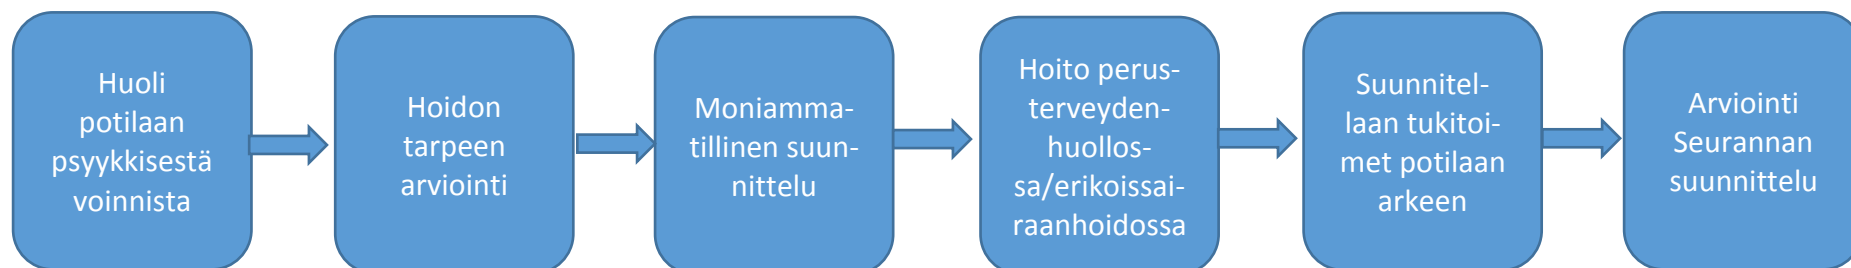 Huoli
potilaan
psyykkisestä
voinnista
Hoidon
tarpeen
arviointi
Moniamma-
tillinen suun-
nittelu
Hoito perus-
terveyden-
huollos-
sa/erikoissai-
raanhoidossa
Suunnitel-
laan tukitoi-
met potilaan
arkeen
Arviointi
Seurannan
suunnittelu